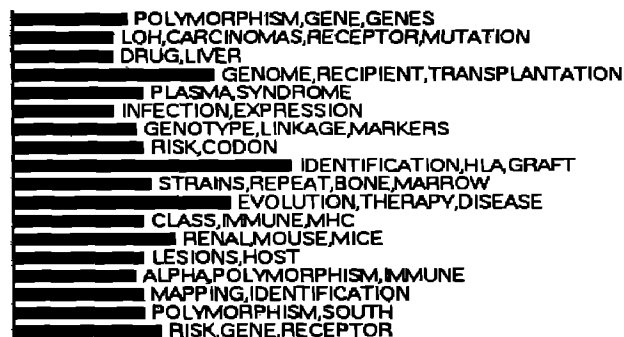 POLYMORPHISM,GENE,GENES
LOH,CARCINOMAS,RECEPTOR,MUTATION
DRUG,LIVER
GENOME,RECIPIENT,TRANSPLANTATION
PLASMA,SYNDROME
INFECTION,EXPRESSION
GENOTYPE,LINKAGE,MARKERS
RISK,CODON
IDENTIFICATION,HLA,GRAFT
STRAINS,REPEAT,BONE,MARROW
EVOLUTION,THERAPY,DISEASE
CLASS,IMMUNE,MHC
RENAL,MOUSE,MICE
LESIONS,HOST
ALPHA,POLYMORPHISM,IMMUNE
MAPPING,IDENTIFICATION
POLYMORPHISM,SOUTH
RISK,GENE,RECEPTOR